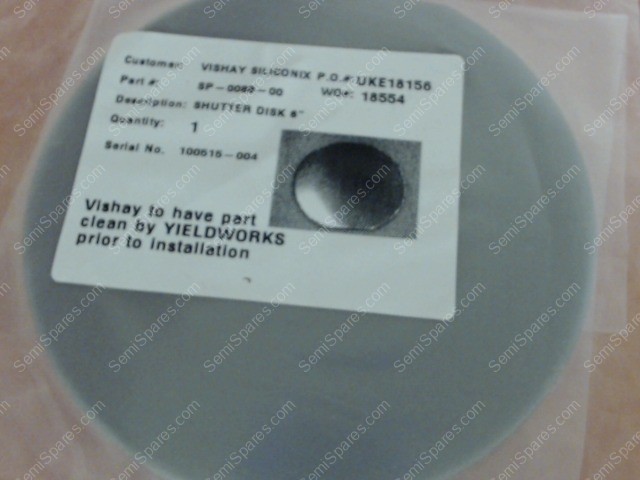 Customer: VISHAY SILICONIX P.O.#: UKE18156
Part #: SP-0080-00 WO#: 18554
Description: SHUTTER DISK 6"
Quantity: 1
Serial No. 100515-004
Vishay to have part
clean by YIELDWORKS
prior to installation
SemiSpares.com